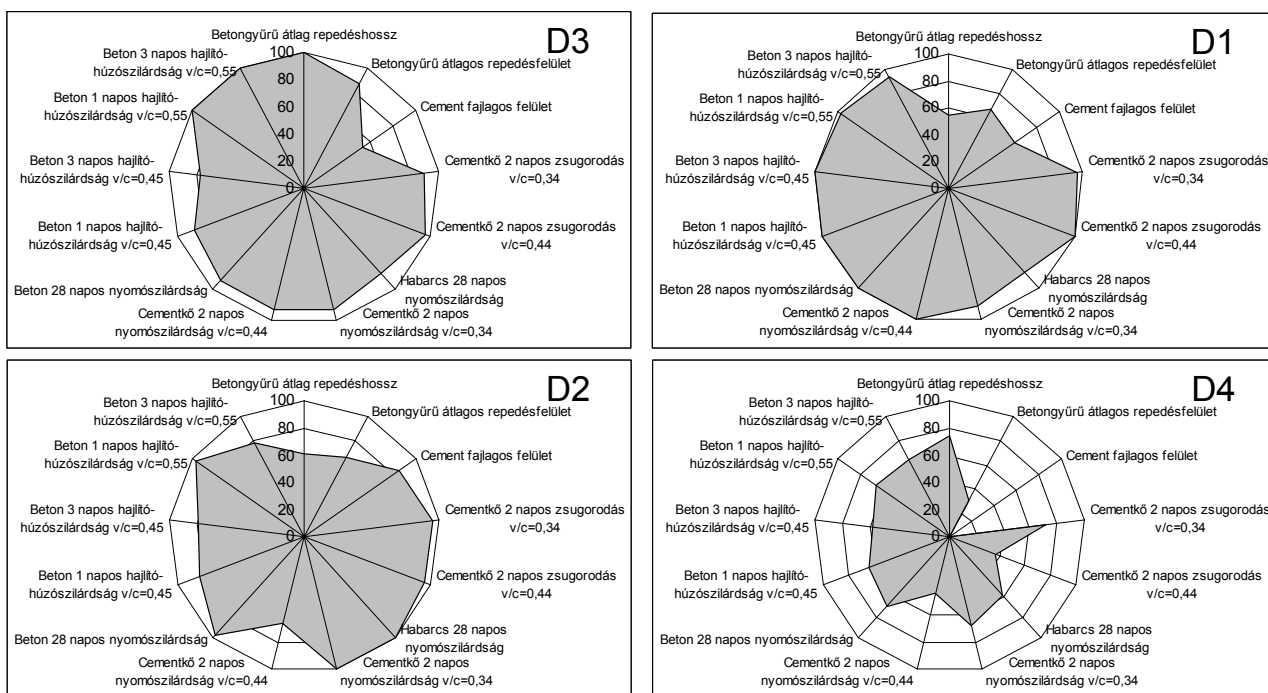 D3
Betongyűrű átlag repedéshossz
Betongyűrű átlagos repedésfelület
Cement fajlagos felület
Cementkő 2 napos zsugorodás
v/c=0,34
Cementkő 2 napos zsugorodás
v/c=0,44
Habarcs 28 napos
nyomószilárdság
Cementkő 2 napos
nyomószilárdság v/c=0,34
Cementkő 2 napos
nyomószilárdság v/c=0,44
Beton 28 napos nyomószilárdság
Beton 1 napos hajlító-
húzószilárdság v/c=0,45
Beton 3 napos hajlító-
húzószilárdság v/c=0,45
Beton 1 napos hajlító-
húzószilárdság
v/c=0,55
Beton 3 napos hajlító-
húzószilárdság
v/c=0,55
100
80
60
40
20
0
D1
Betongyűrű átlag repedéshossz
Betongyűrű átlagos repedésfelület
Cement fajlagos felület
Cementkő 2 napos zsugorodás
v/c=0,34
Cementkő 2 napos zsugorodás
v/c=0,44
Habarcs 28 napos
nyomószilárdság
Cementkő 2 napos
nyomószilárdság v/c=0,34
Cementkő 2 napos
nyomószilárdság v/c=0,44
Beton 28 napos nyomószilárdság
Beton 1 napos hajlító-
húzószilárdság v/c=0,45
Beton 3 napos hajlító-
húzószilárdság v/c=0,45
Beton 1 napos hajlító-
húzószilárdság
v/c=0,55
Beton 3 napos hajlító-
húzószilárdság
v/c=0,55
100
80
60
40
20
0
D2
Betongyűrű átlag repedéshossz
Betongyűrű átlagos repedésfelület
Cement fajlagos felület
Cementkő 2 napos zsugorodás
v/c=0,34
Cementkő 2 napos zsugorodás
v/c=0,44
Habarcs 28 napos
nyomószilárdság
Cementkő 2 napos
nyomószilárdság v/c=0,34
Cementkő 2 napos
nyomószilárdság v/c=0,44
Beton 28 napos nyomószilárdság
Beton 1 napos hajlító-
húzószilárdság v/c=0,45
Beton 3 napos hajlító-
húzószilárdság v/c=0,45
Beton 1 napos hajlító-
húzószilárdság
v/c=0,55
Beton 3 napos hajlító-
húzószilárdság
v/c=0,55
100
80
60
40
20
0
D4
Betongyűrű átlag repedéshossz
Betongyűrű átlagos repedésfelület
Cement fajlagos felület
Cementkő 2 napos zsugorodás
v/c=0,34
Cementkő 2 napos zsugorodás
v/c=0,44
Habarcs 28 napos
nyomószilárdság
Cementkő 2 napos
nyomószilárdság v/c=0,34
Cementkő 2 napos
nyomószilárdság v/c=0,44
Beton 28 napos nyomószilárdság
Beton 1 napos hajlító-
húzószilárdság v/c=0,45
Beton 3 napos hajlító-
húzószilárdság v/c=0,45
Beton 1 napos hajlító-
húzószilárdság
v/c=0,55
Beton 3 napos hajlító-
húzószilárdság
v/c=0,55
100
80
60
40
20
0